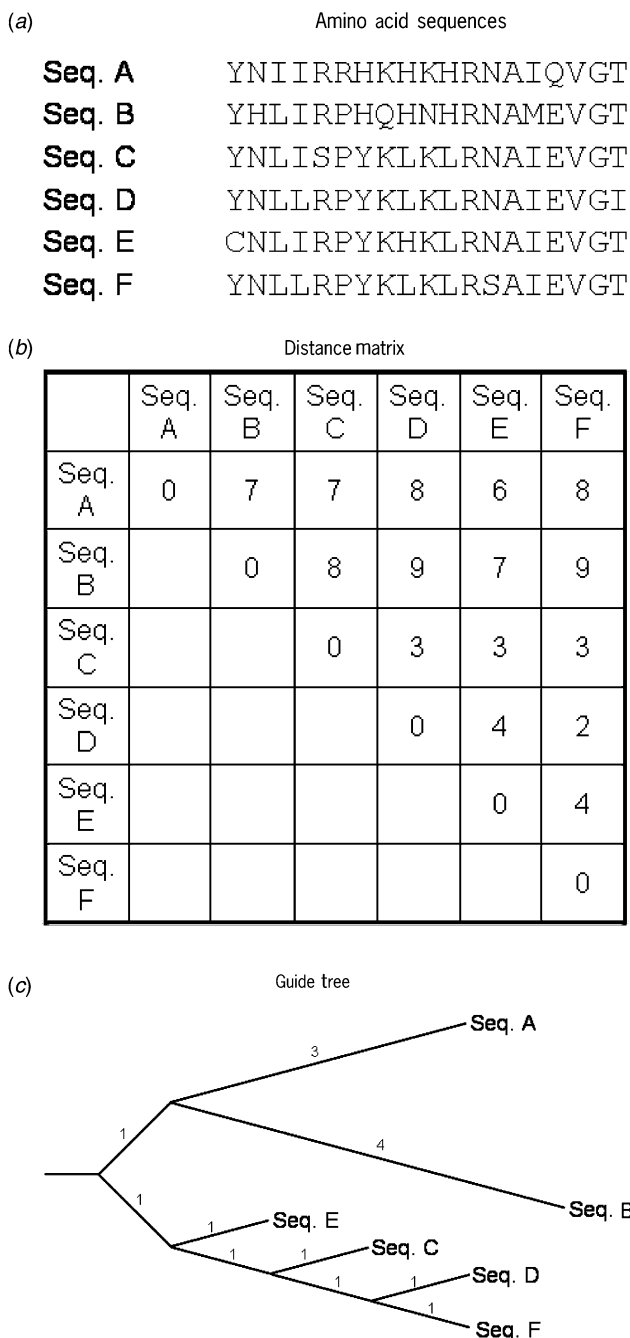 (a) Amino acid sequences
Seq. A YNIIRRHKHKHRNAIQVGT
Seq. B YHLIRPHQHNHRNAMEVGT
Seq. C YNLISPYKLKLRNAIEVGT
Seq. D YNLLRPYKLKLRNAIEVGI
Seq. E CNLIRPYKHKLRNAIEVGT
Seq. F YNLLRPYKLKLRSAIEVGT
(b) Distance matrix
Seq. A Seq. B Seq. C Seq. D Seq. E Seq. F
Seq. A 0 7 7 8 6 8
Seq. B 0 8 9 7 9
Seq. C 0 3 3 3
Seq. D 0 4 2
Seq. E 0 4
Seq. F 0
(c) Guide tree
Seq. A
3
1
4
Seq. B
1
1
Seq. E
1
1
Seq. C
1
1
Seq. D
1
Seq. F